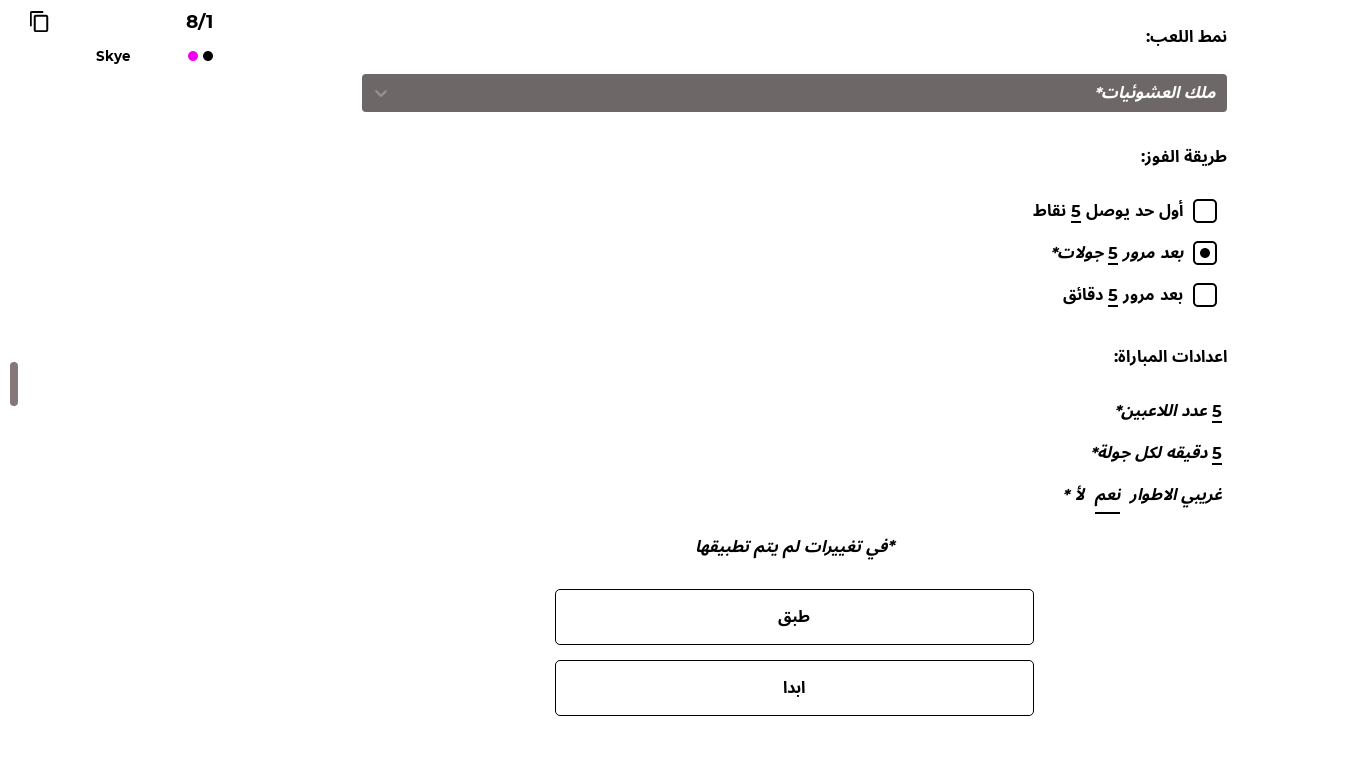 8/1
Skye
نمط اللعب:
ملك العشوئيات*
طريقة الفوز:
أول حد يوصل 5 نقاط
بعد مرور 5 جولات*
بعد مرور 5 دقائق
اعدادات المباراة:
5 عدد اللاعبين*
5 دقيقه لكل جولة*
غريبي الاطوار نعم لأ *
*في تغييرات لم يتم تطبيقها
طبق
ابدا